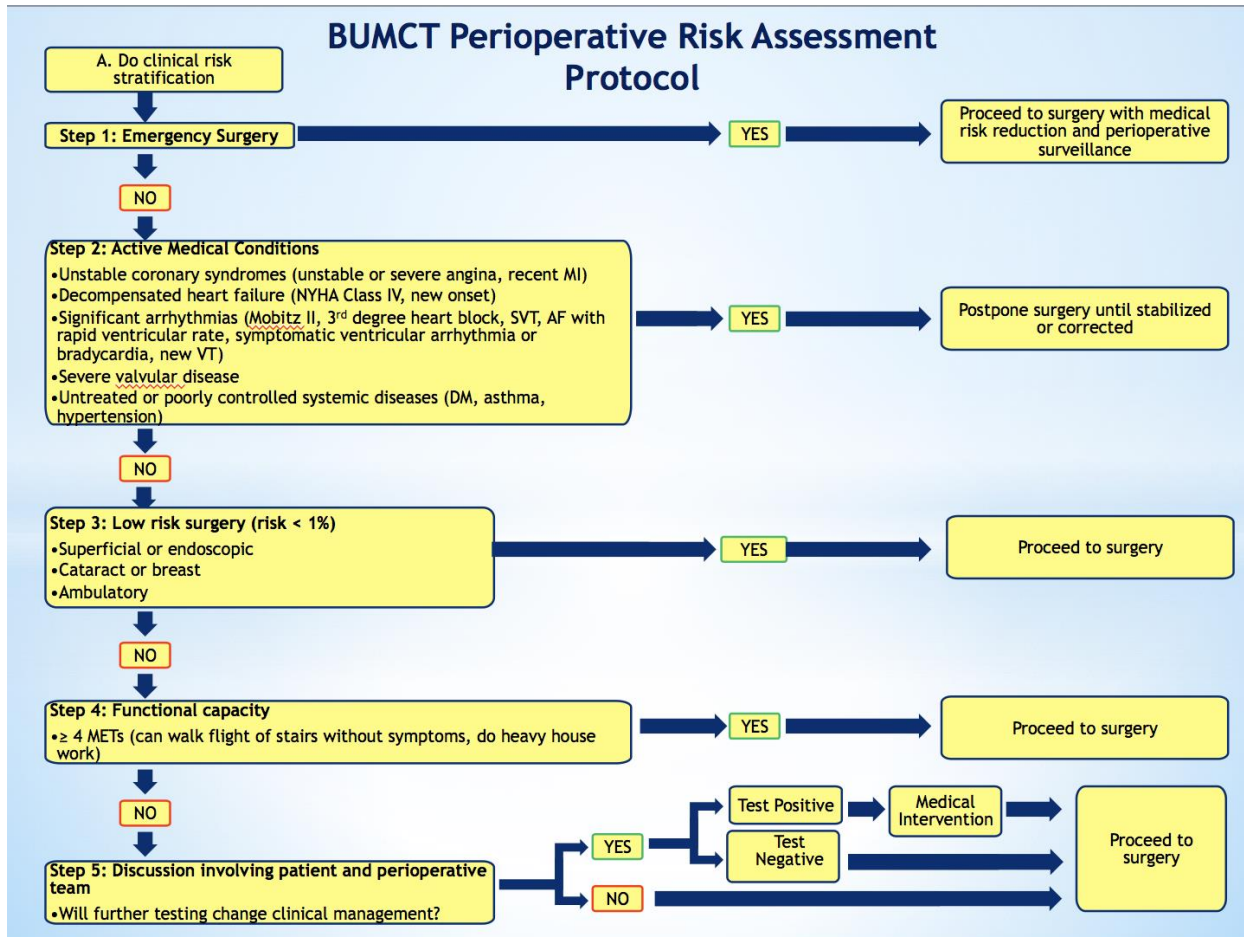 BUMCT Perioperative Risk Assessment
Protocol
A. Do clinical risk
stratification
Step 1: Emergency Surgery
YES
Proceed to surgery with medical
risk reduction and perioperative
surveillance
NO
Step 2: Active Medical Conditions
•Unstable coronary syndromes (unstable or severe angina, recent MI)
•Decompensated heart failure (NYHA Class IV, new onset)
•Significant arrhythmias (Mobitz II, 3rd degree heart block, SVT, AF with
rapid ventricular rate, symptomatic ventricular arrhythmia or
bradycardia, new VT)
•Severe valvular disease
•Untreated or poorly controlled systemic diseases (DM, asthma,
hypertension)
YES
Postpone surgery until stabilized
or corrected
NO
Step 3: Low risk surgery (risk < 1%)
•Superficial or endoscopic
•Cataract or breast
•Ambulatory
YES
Proceed to surgery
NO
Step 4: Functional capacity
•≥ 4 METs (can walk flight of stairs without symptoms, do heavy house
work)
YES
Proceed to surgery
NO
Step 5: Discussion involving patient and perioperative
team
•Will further testing change clinical management?
YES
Test Positive
Medical
Intervention
Test
Negative
NO
Proceed to
surgery